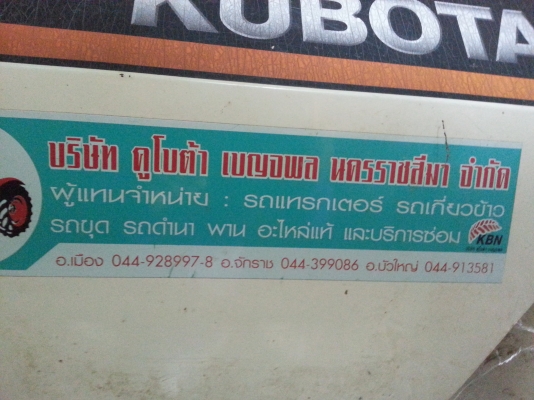 KUBOTA
บริษัท คูโบต้า เบญจพล นครราชสีมา จำกัด
ผู้แทนจำหน่าย : รถแทรกเตอร์ รถเกี่ยวข้าว
รถขุด รถดำนา พาน อะไหล่แท้ และบริการซ่อม
KBN
อ.เมือง 044-928997-8 อ.จักราช 044-399086 อ.บัวใหญ่ 044-913581